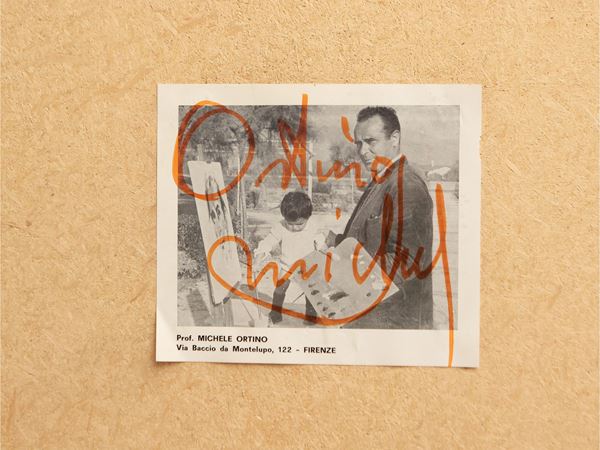 Ortino
Michel
Prof. MICHELE ORTINO
Via Baccio da Montelupo, 122 - FIRENZE